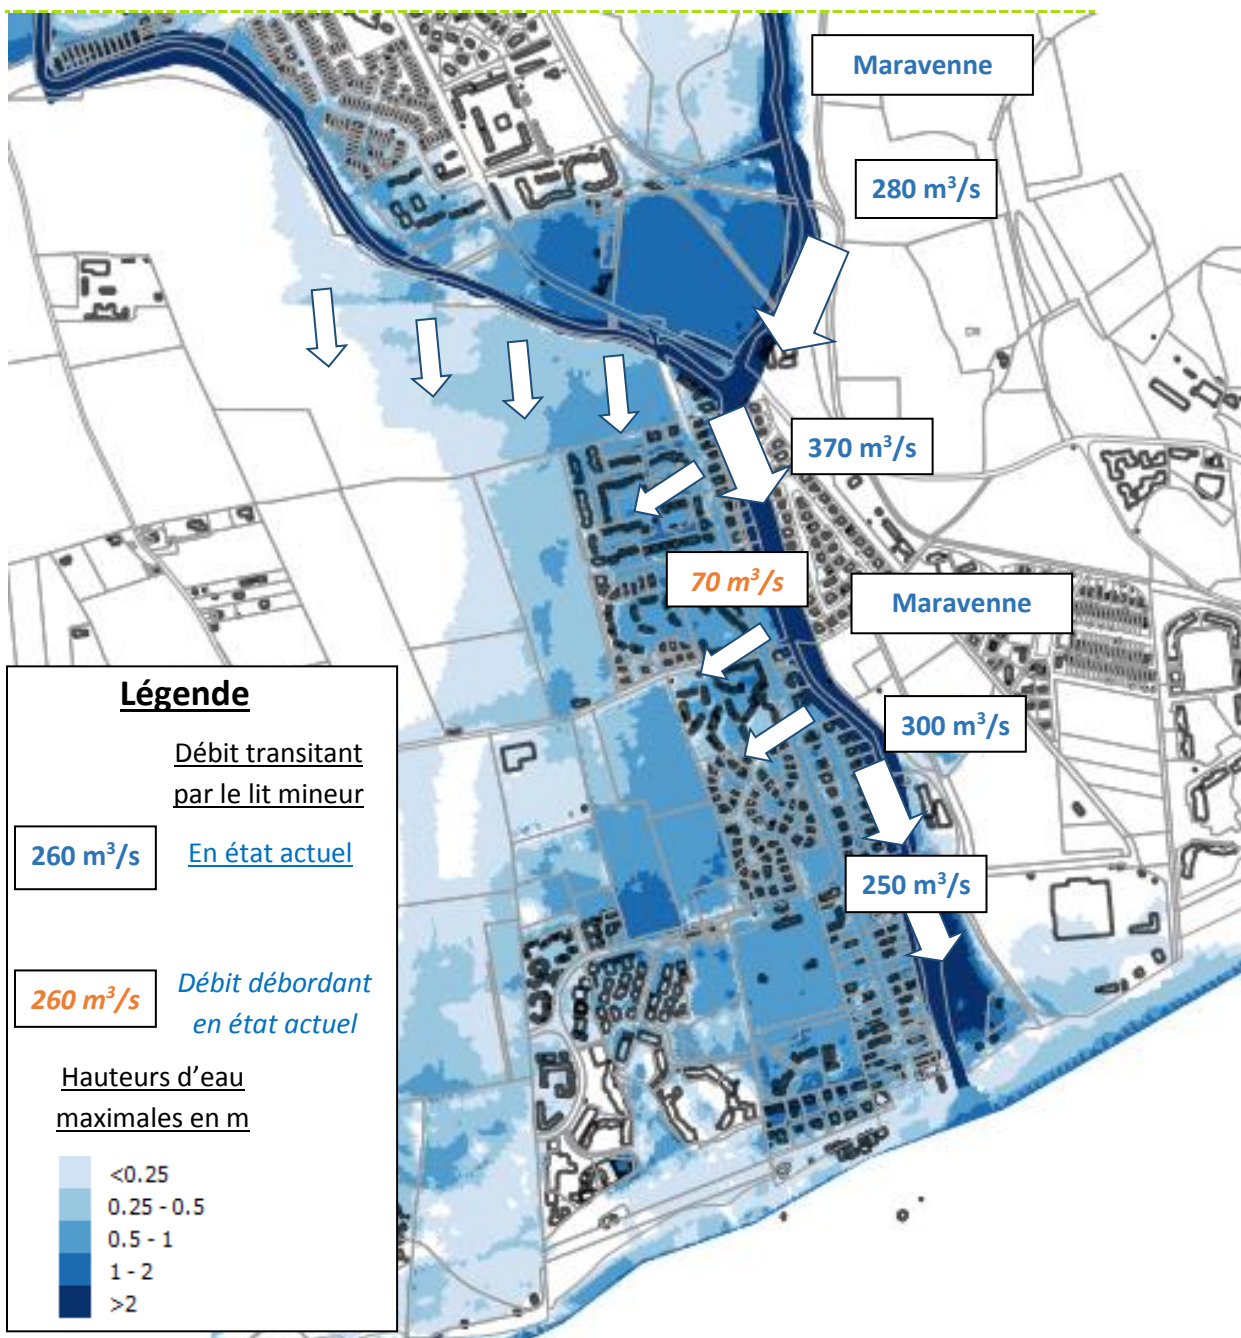 Maravenne
280 m³/s
370 m³/s
70 m³/s
Maravenne
300 m³/s
250 m³/s
Légende
Débit transitant
par le lit mineur
260 m³/s
En état actuel
260 m³/s
Débit débordant
en état actuel
Hauteurs d’eau
maximales en m
<0.25
0.25 - 0.5
0.5 - 1
1 - 2
>2